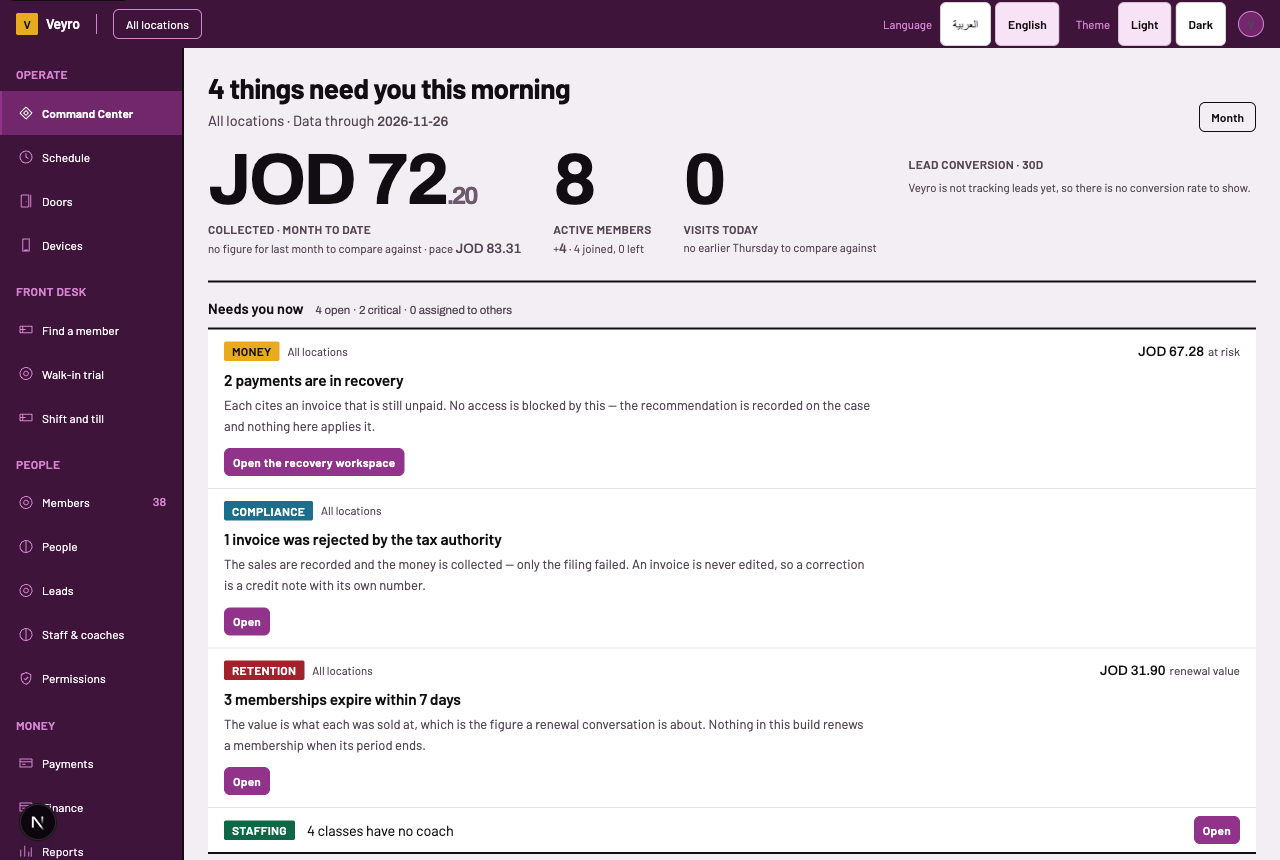 V Veyro
All locations
Language العربية English Theme Light Dark
OPERATE
Command Center
Schedule
Doors
Devices
FRONT DESK
Find a member
Walk-in trial
Shift and till
PEOPLE
Members 38
People
Leads
Staff & coaches
Permissions
MONEY
Payments
Finance
Reports
N
4 things need you this morning
All locations · Data through 2026-11-26
Month
JOD 72.20
COLLECTED · MONTH TO DATE
no figure for last month to compare against · pace JOD 83.31
8
ACTIVE MEMBERS
+4 · 4 joined, 0 left
0
VISITS TODAY
no earlier Thursday to compare against
LEAD CONVERSION · 30D
Veyro is not tracking leads yet, so there is no conversion rate to show.
Needs you now 4 open · 2 critical · 0 assigned to others
MONEY All locations JOD 67.28 at risk
2 payments are in recovery
Each cites an invoice that is still unpaid. No access is blocked by this — the recommendation is recorded on the case
and nothing here applies it.
Open the recovery workspace
COMPLIANCE All locations
1 invoice was rejected by the tax authority
The sales are recorded and the money is collected — only the filing failed. An invoice is never edited, so a correction
is a credit note with its own number.
Open
RETENTION All locations JOD 31.90 renewal value
3 memberships expire within 7 days
The value is what each was sold at, which is the figure a renewal conversation is about. Nothing in this build renews
a membership when its period ends.
Open
STAFFING 4 classes have no coach Open